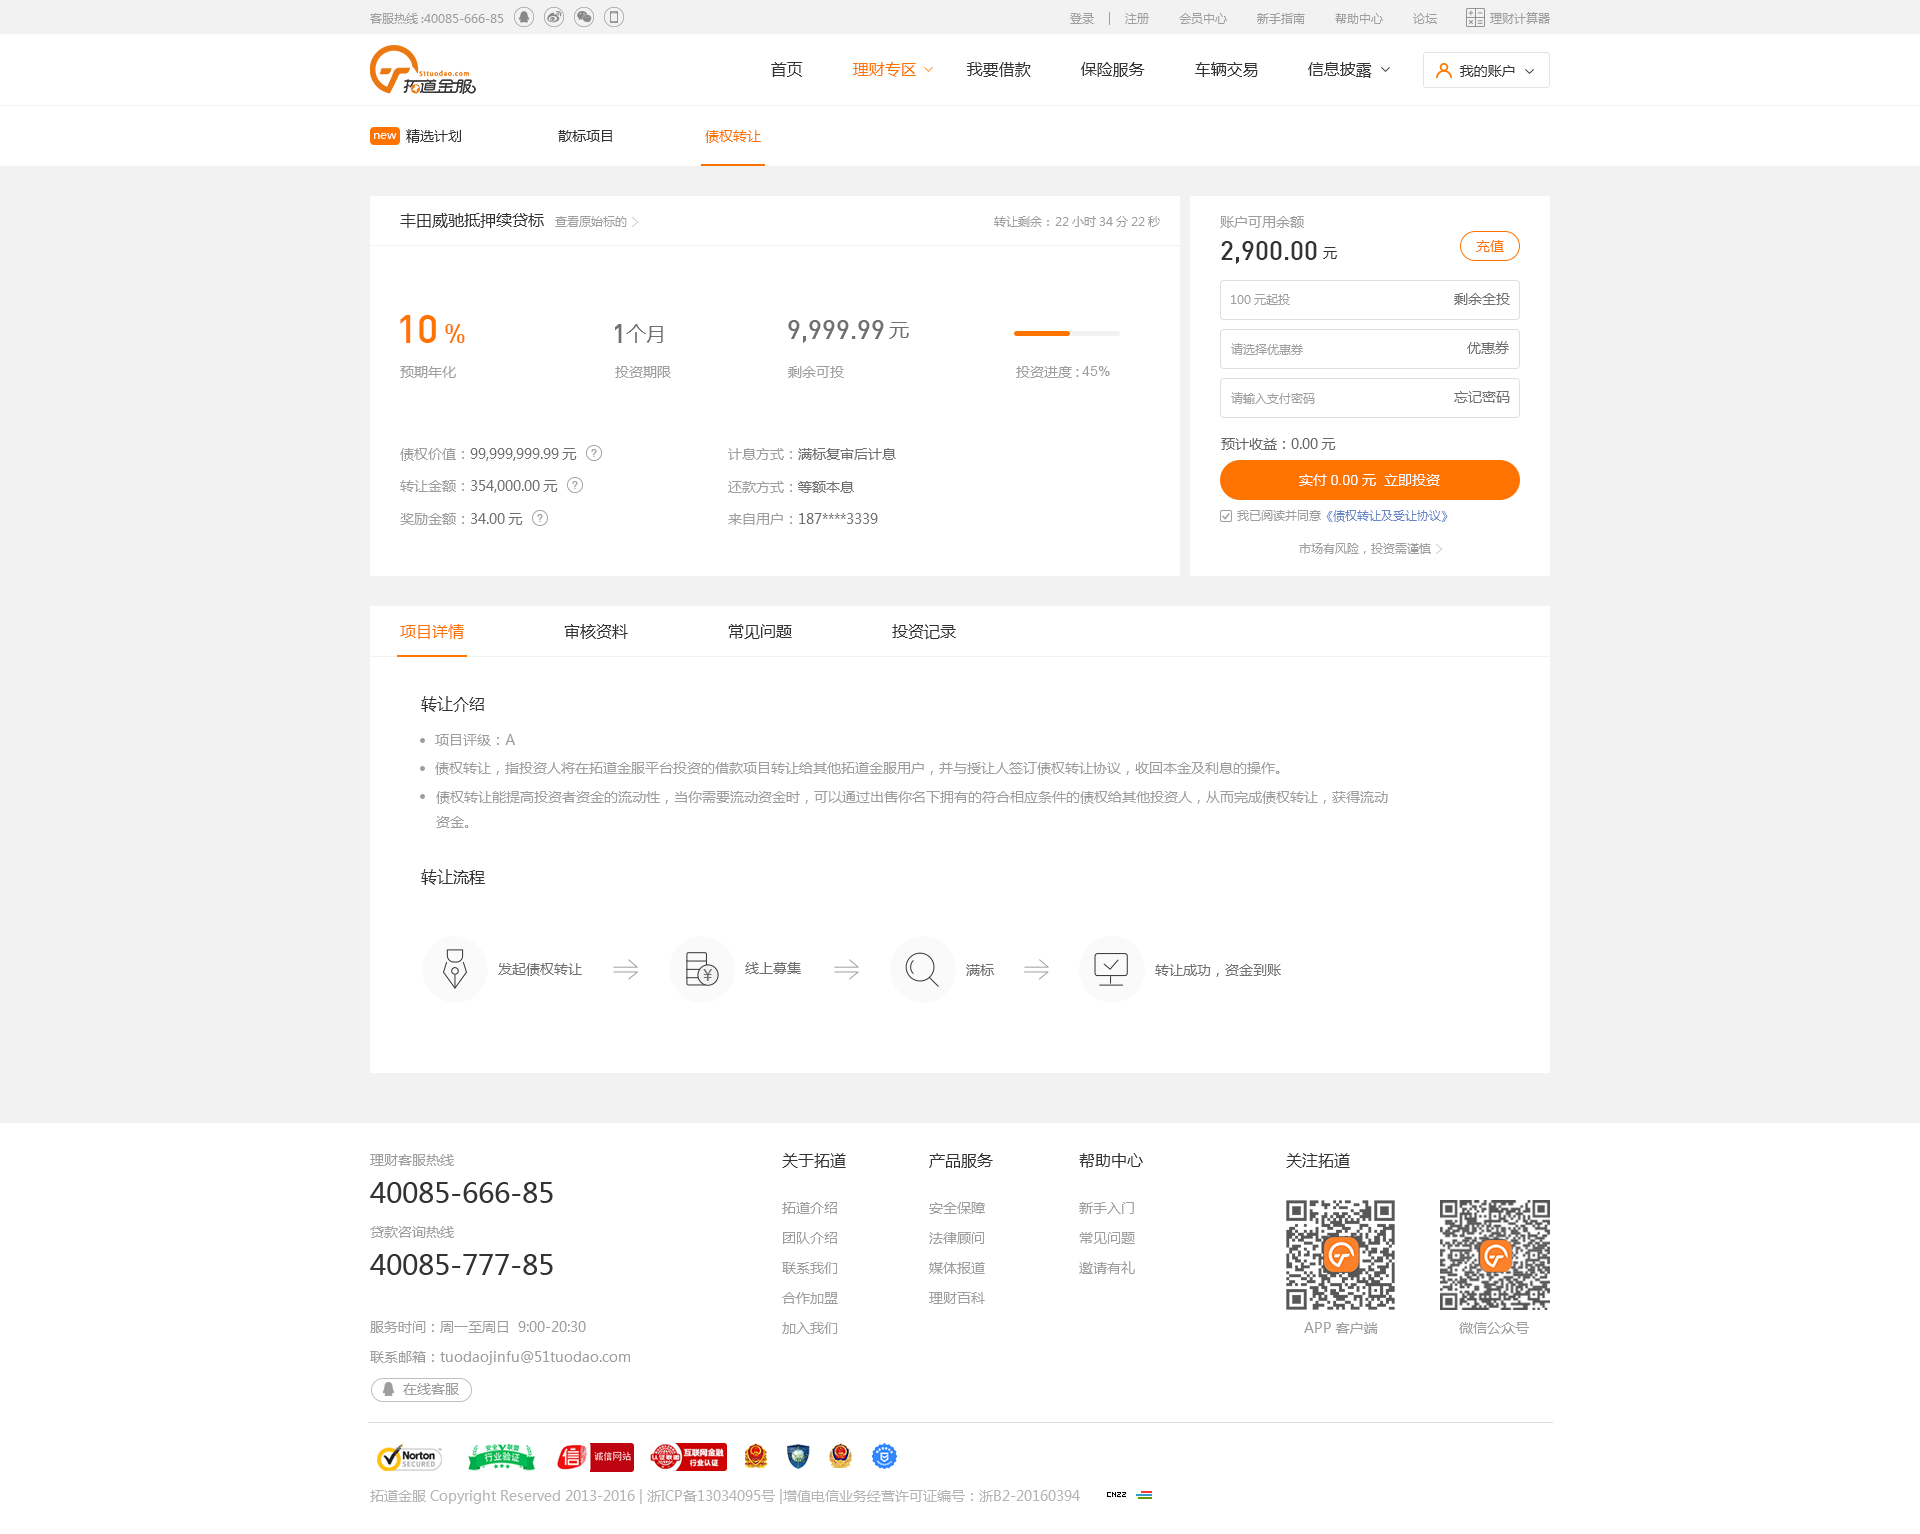 客服热线 :40085-666-85
登录 | 注册 会员中心 新手指南 帮助中心 论坛 理财计算器
51tuodao.com
拓道金服
首页 理财专区 我要借款 保险服务 车辆交易 信息披露 我的账户
new 精选计划 散标项目 债权转让
丰田威驰抵押续贷标 查看原始标的
转让剩余：22 小时 34 分 22 秒
10 %
预期年化
1个月
投资期限
9,999.99 元
剩余可投
投资进度 : 45%
债权价值：99,999,999.99 元 ?
计息方式：满标复审后计息
转让金额：354,000.00 元 ?
还款方式：等额本息
奖励金额：34.00 元 ?
来自用户：187****3339
账户可用余额
2,900.00 元
充值
100 元起投 剩余全投
请选择优惠券 优惠券
请输入支付密码 忘记密码
预计收益：0.00 元
实付 0.00 元 立即投资
我已阅读并同意《债权转让及受让协议》
市场有风险，投资需谨慎
项目详情 审核资料 常见问题 投资记录
转让介绍
项目评级：A
债权转让，指投资人将在拓道金服平台投资的借款项目转让给其他拓道金服用户，并与授让人签订债权转让协议，收回本金及利息的操作。
债权转让能提高投资者资金的流动性，当你需要流动资金时，可以通过出售你名下拥有的符合相应条件的债权给其他投资人，从而完成债权转让，获得流动
资金。
转让流程
发起债权转让 线上募集 满标 转让成功，资金到账
理财客服热线
40085-666-85
贷款咨询热线
40085-777-85
服务时间：周一至周日 9:00-20:30
联系邮箱：tuodaojinfu@51tuodao.com
在线客服
关于拓道
拓道介绍
团队介绍
联系我们
合作加盟
加入我们
产品服务
安全保障
法律顾问
媒体报道
理财百科
帮助中心
新手入门
常见问题
邀请有礼
关注拓道
APP 客户端
微信公众号
Norton
SECURED
安全联盟
行业验证
信 诚信网站
互联网金融
行业认证
拓道金服 Copyright Reserved 2013-2016 | 浙ICP备13034095号 |增值电信业务经营许可证编号：浙B2-20160394
CNZZ